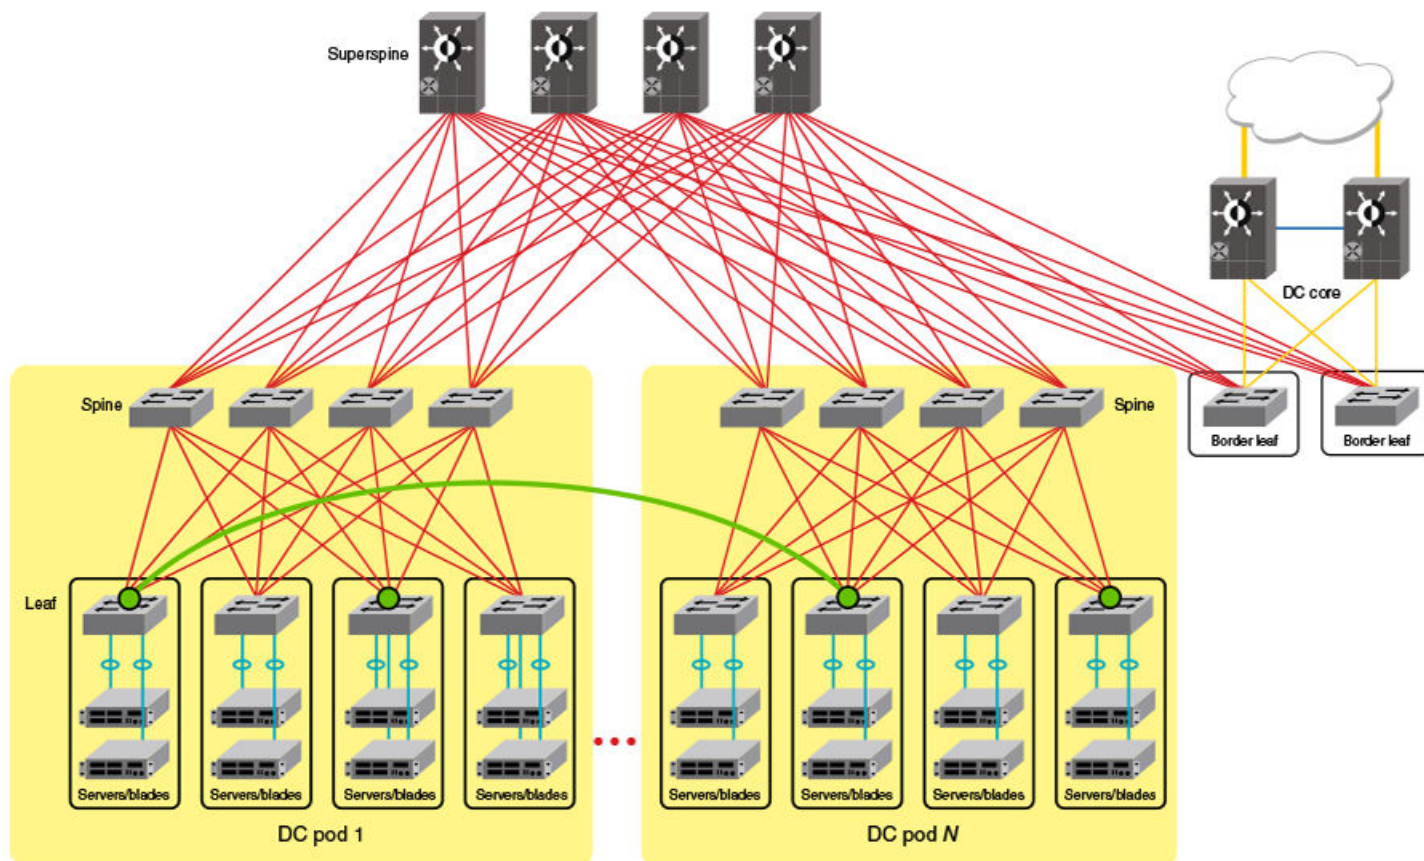 Superspine
DC core
Spine
Spine
Border leaf
Border leaf
Leaf
Servers/blades
Servers/blades
Servers/blades
Servers/blades
Servers/blades
Servers/blades
Servers/blades
Servers/blades
DC pod 1
DC pod N